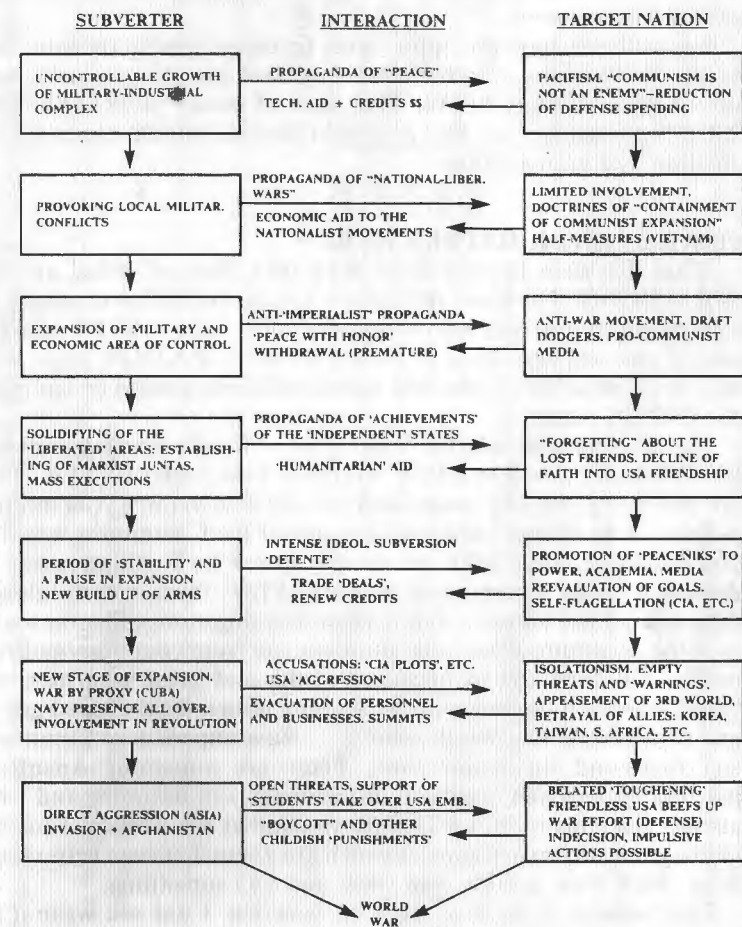 SUBVERTER
INTERACTION
TARGET NATION
UNCONTROLLABLE GROWTH
OF MILITARY-INDUSTRIAL
COMPLEX
PROPAGANDA OF "PEACE"
TECH. AID + CREDITS $$
PACIFISM. "COMMUNISM IS
NOT AN ENEMY"–REDUCTION
OF DEFENSE SPENDING
PROVOKING LOCAL MILITAR.
CONFLICTS
PROPAGANDA OF "NATIONAL-LIBER.
WARS"
ECONOMIC AID TO THE
NATIONALIST MOVEMENTS
LIMITED INVOLVEMENT.
DOCTRINES OF "CONTAINMENT
OF COMMUNIST EXPANSION"
HALF-MEASURES (VIETNAM)
EXPANSION OF MILITARY AND
ECONOMIC AREA OF CONTROL
ANTI-'IMPERIALIST' PROPAGANDA
'PEACE WITH HONOR'
WITHDRAWAL (PREMATURE)
ANTI-WAR MOVEMENT. DRAFT
DODGERS. PRO-COMMUNIST
MEDIA
SOLIDIFYING OF THE
'LIBERATED' AREAS: ESTABLISH-
ING OF MARXIST JUNTAS,
MASS EXECUTIONS
PROPAGANDA OF 'ACHIEVEMENTS'
OF THE 'INDEPENDENT' STATES
'HUMANITARIAN' AID
"FORGETTING" ABOUT THE
LOST FRIENDS. DECLINE OF
FAITH INTO USA FRIENDSHIP
PERIOD OF 'STABILITY' AND
A PAUSE IN EXPANSION
NEW BUILD UP OF ARMS
INTENSE IDEOL. SUBVERSION
'DETENTE'
TRADE 'DEALS',
RENEW CREDITS
PROMOTION OF 'PEACENIKS' TO
POWER, ACADEMIA, MEDIA
REEVALUATION OF GOALS,
SELF-FLAGELLATION (CIA, ETC.)
NEW STAGE OF EXPANSION,
WAR BY PROXY (CUBA)
NAVY PRESENCE ALL OVER,
INVOLVEMENT IN REVOLUTION
ACCUSATIONS: 'CIA PLOTS', ETC.
USA 'AGGRESSION'
EVACUATION OF PERSONNEL
AND BUSINESSES. SUMMITS
ISOLATIONISM. EMPTY
THREATS AND 'WARNINGS'.
APPEASEMENT OF 3RD WORLD,
BETRAYAL OF ALLIES: KOREA,
TAIWAN, S. AFRICA, ETC.
DIRECT AGGRESSION (ASIA)
INVASION + AFGHANISTAN
OPEN THREATS, SUPPORT OF
'STUDENTS' TAKE OVER USA EMB.
"BOYCOTT" AND OTHER
CHILDISH 'PUNISHMENTS'
BELATED 'TOUGHENING'
FRIENDLESS USA BEEFS UP
WAR EFFORT (DEFENSE)
INDECISION, IMPULSIVE
ACTIONS POSSIBLE
WORLD
WAR